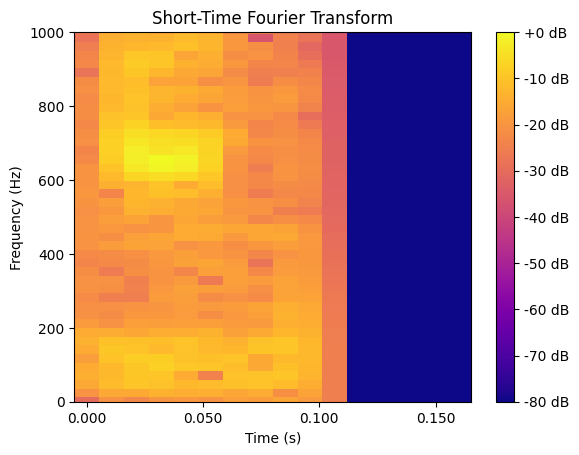 Short-Time Fourier Transform
1000
800
600
400
200
0
Frequency (Hz)
0.000
0.050
0.100
0.150
Time (s)
+0 dB
-10 dB
-20 dB
-30 dB
-40 dB
-50 dB
-60 dB
-70 dB
-80 dB